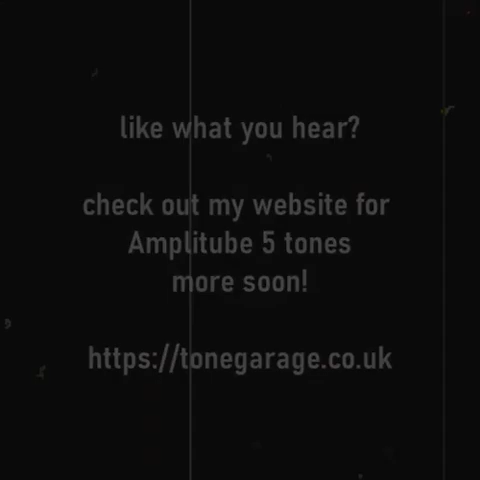 like what you hear?
check out my website for
Amplitube 5 tones
more soon!
https://tonegarage.co.uk